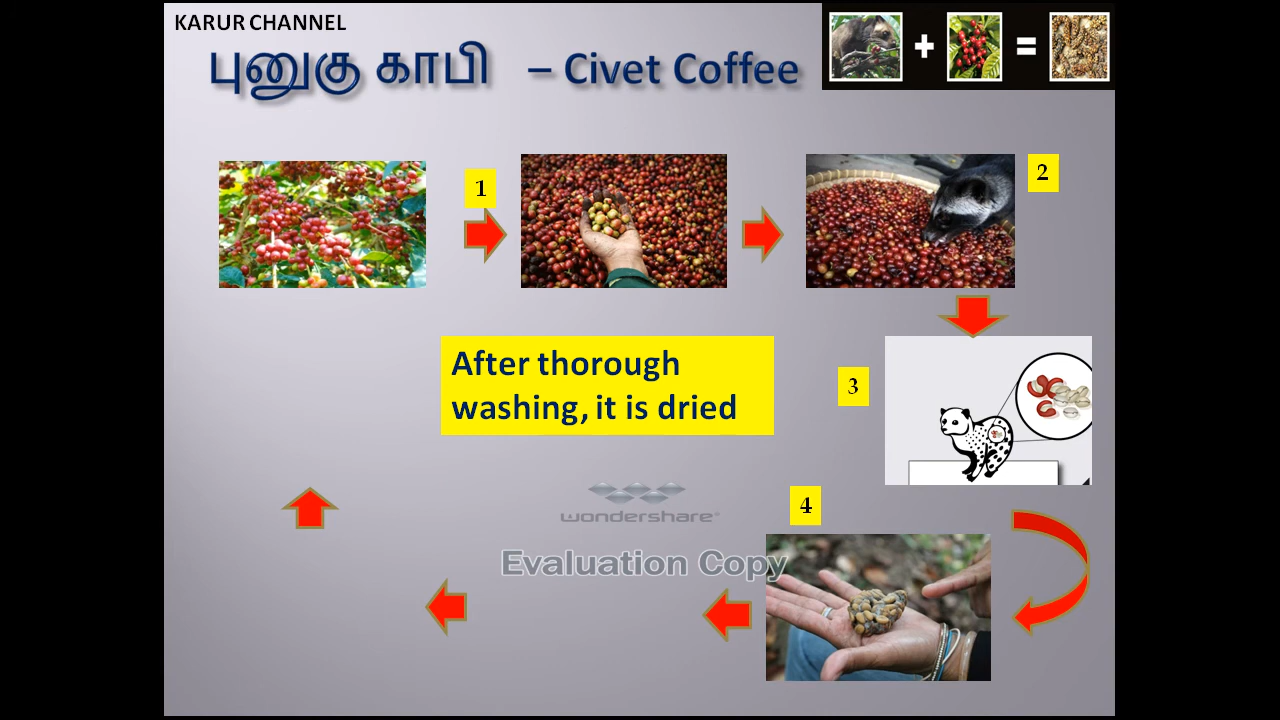 KARUR CHANNEL
புனுகு காபி – Civet Coffee
1
2
After thorough
washing, it is dried
3
4
wondershare®
Evaluation Copy